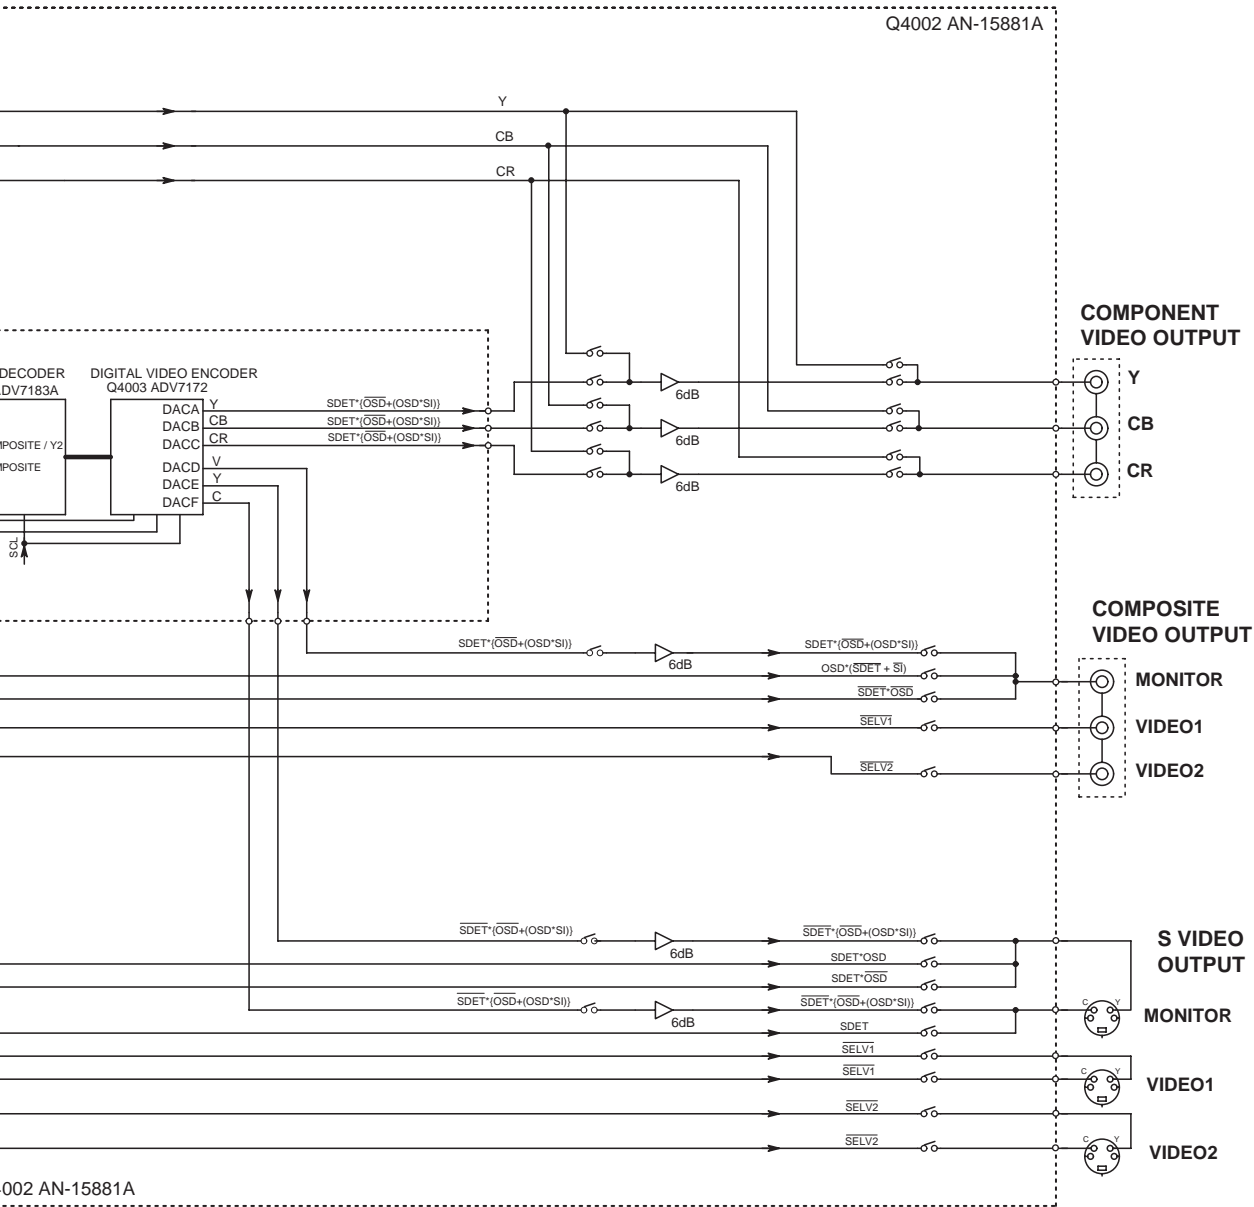 Q4002 AN-15881A
Y
CB
CR
COMPONENT
VIDEO OUTPUT
Y
CB
CR
6dB
6dB
6dB
DECODER
DV7183A
MPOSITE / Y2
MPOSITE
SCL
DIGITAL VIDEO ENCODER
Q4003 ADV7172
DACA Y SDET*{OSD+(OSD*SI)}
DACB CB SDET*{OSD+(OSD*SI)}
DACC CR SDET*{OSD+(OSD*SI)}
DACD V
DACE Y
DACF C
COMPOSITE
VIDEO OUTPUT
SDET*{OSD+(OSD*SI)} 6dB SDET*{OSD+(OSD*SI)}
OSD*(SDET + SI)
SDET*OSD
MONITOR
SELV1
VIDEO1
SELV2
VIDEO2
SDET*{OSD+(OSD*SI)} 6dB SDET*{OSD+(OSD*SI)}
S VIDEO
OUTPUT
SDET*OSD
SDET*OSD
SDET*{OSD+(OSD*SI)} 6dB SDET*{OSD+(OSD*SI)}
C Y
MONITOR
SDET
SELV1
SELV1
C Y
VIDEO1
SELV2
SELV2
C Y
VIDEO2
4002 AN-15881A